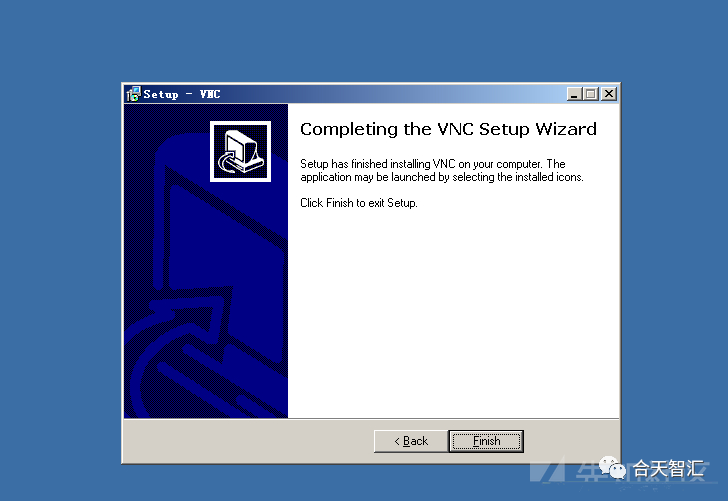 Setup - VNC
Completing the VNC Setup Wizard
Setup has finished installing VNC on your computer. The
application may be launched by selecting the installed icons.
Click Finish to exit Setup.
< Back
Finish
合天智汇